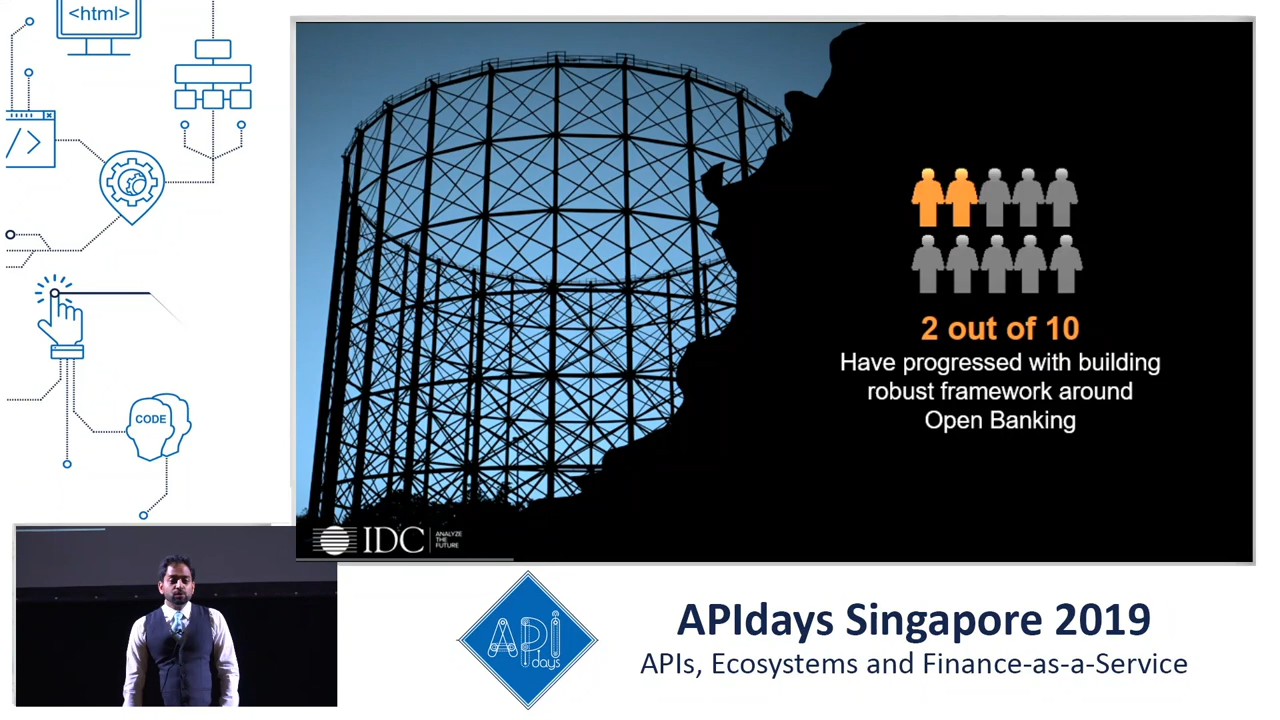 <html>
/>
CODE
2 out of 10
Have progressed with building
robust framework around
Open Banking
IDC
ANALYZE
THE
FUTURE
API
days
APIdays Singapore 2019
APIs, Ecosystems and Finance-as-a-Service